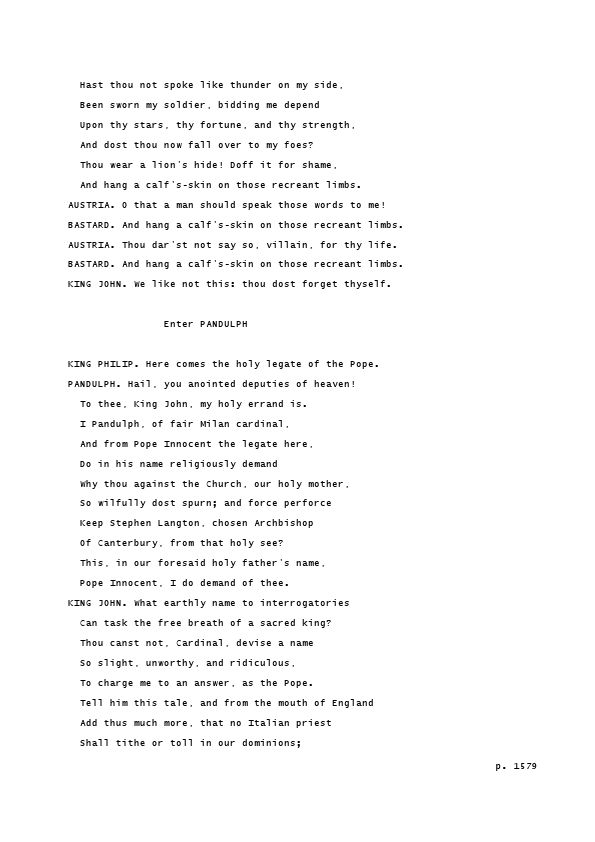 Hast thou not spoke like thunder on my side,
Been sworn my soldier, bidding me depend
Upon thy stars, thy fortune, and thy strength,
And dost thou now fall over to my foes?
Thou wear a lion's hide! Doff it for shame,
And hang a calf's-skin on those recreant limbs.
AUSTRIA. O that a man should speak those words to me!
BASTARD. And hang a calf's-skin on those recreant limbs.
AUSTRIA. Thou dar'st not say so, villain, for thy life.
BASTARD. And hang a calf's-skin on those recreant limbs.
KING JOHN. We like not this: thou dost forget thyself.
Enter PANDULPH
KING PHILIP. Here comes the holy legate of the Pope.
PANDULPH. Hail, you anointed deputies of heaven!
To thee, King John, my holy errand is.
I Pandulph, of fair Milan cardinal,
And from Pope Innocent the legate here,
Do in his name religiously demand
Why thou against the Church, our holy mother,
So wilfully dost spurn; and force perforce
Keep Stephen Langton, chosen Archbishop
Of Canterbury, from that holy see?
This, in our foresaid holy father's name,
Pope Innocent, I do demand of thee.
KING JOHN. What earthly name to interrogatories
Can task the free breath of a sacred king?
Thou canst not, Cardinal, devise a name
So slight, unworthy, and ridiculous,
To charge me to an answer, as the Pope.
Tell him this tale, and from the mouth of England
Add thus much more, that no Italian priest
Shall tithe or toll in our dominions;
p. 1579